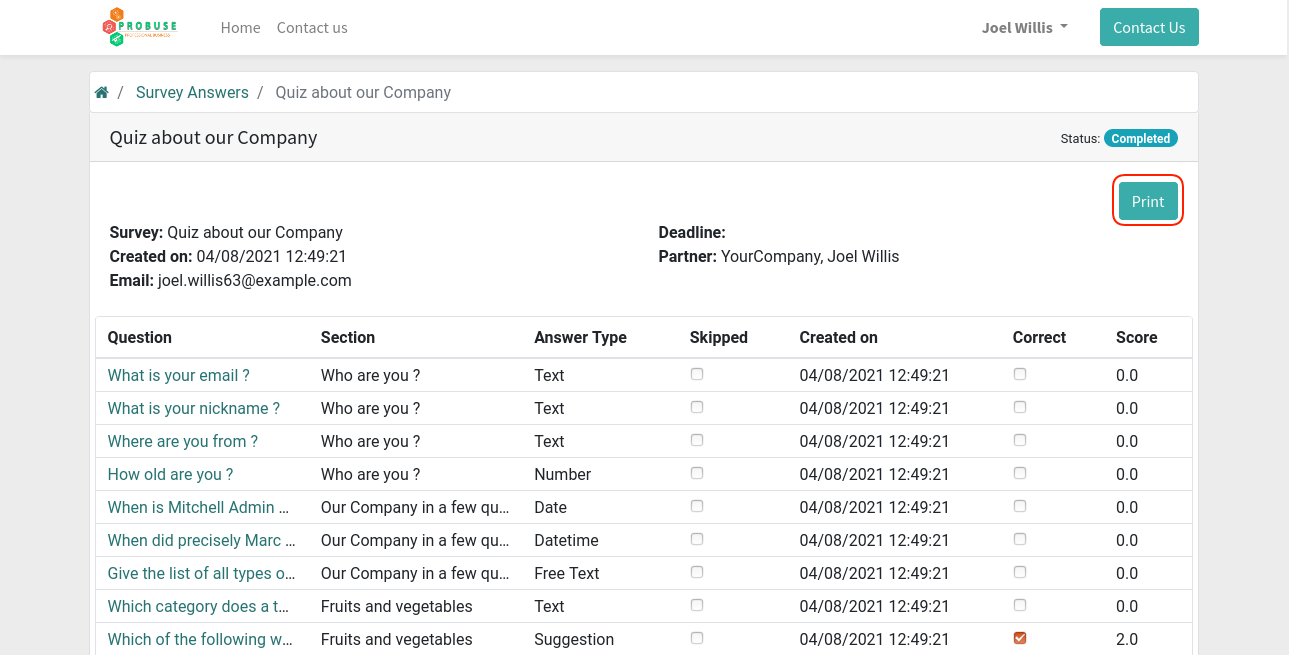 PROBUSE
PROFESSIONAL BUSINESS
Home Contact us Joel Willis Contact Us
/ Survey Answers / Quiz about our Company
Quiz about our Company Status: Completed
Print
Survey: Quiz about our Company Deadline:
Created on: 04/08/2021 12:49:21 Partner: YourCompany, Joel Willis
Email: joel.willis63@example.com
Question Section Answer Type Skipped Created on Correct Score
What is your email ? Who are you ? Text 04/08/2021 12:49:21 0.0
What is your nickname ? Who are you ? Text 04/08/2021 12:49:21 0.0
Where are you from ? Who are you ? Text 04/08/2021 12:49:21 0.0
How old are you ? Who are you ? Number 04/08/2021 12:49:21 0.0
When is Mitchell Admin ... Our Company in a few qu... Date 04/08/2021 12:49:21 0.0
When did precisely Marc ... Our Company in a few qu... Datetime 04/08/2021 12:49:21 0.0
Give the list of all types o... Our Company in a few qu... Free Text 04/08/2021 12:49:21 0.0
Which category does a t... Fruits and vegetables Text 04/08/2021 12:49:21 0.0
Which of the following w... Fruits and vegetables Suggestion 04/08/2021 12:49:21 2.0